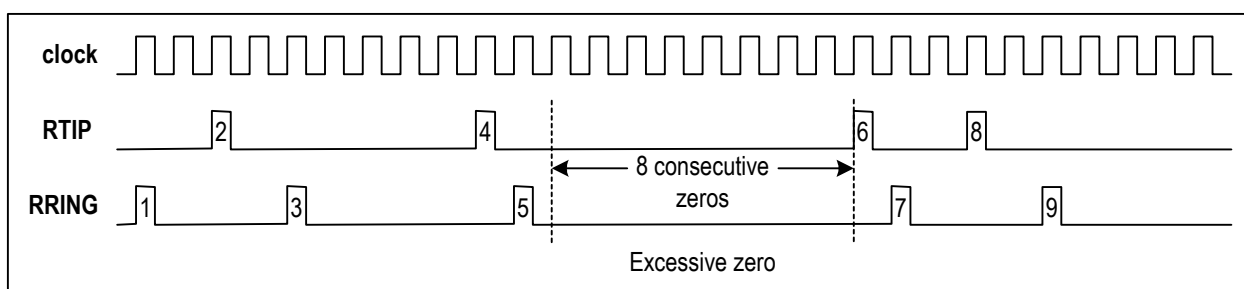 clock
RTIP
2 4 6 8
8 consecutive
zeros
RRING
1 3 5 7 9
Excessive zero